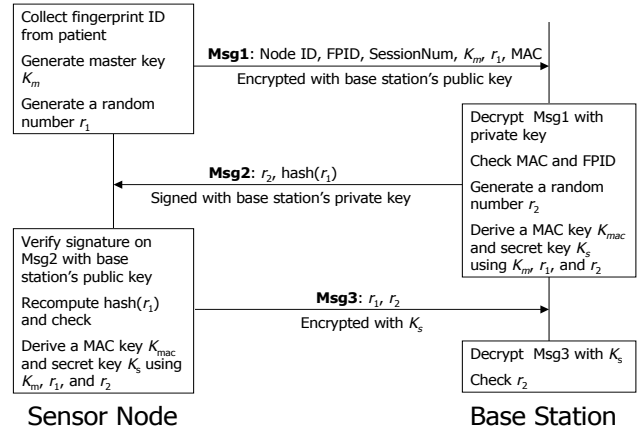 Collect fingerprint ID
from patient
Generate master key
Km
Generate a random
number r1
Msg1: Node ID, FPID, SessionNum, Km, r1, MAC
Encrypted with base station's public key
Decrypt Msg1 with
private key
Check MAC and FPID
Generate a random
number r2
Derive a MAC key Kmac
and secret key Ks
using Km, r1, and r2
Msg2: r2, hash(r1)
Signed with base station's private key
Verify signature on
Msg2 with base
station's public key
Recompute hash(r1)
and check
Derive a MAC key Kmac
and secret key Ks using
Km, r1, and r2
Msg3: r1, r2
Encrypted with Ks
Decrypt Msg3 with Ks
Check r2
Sensor Node
Base Station